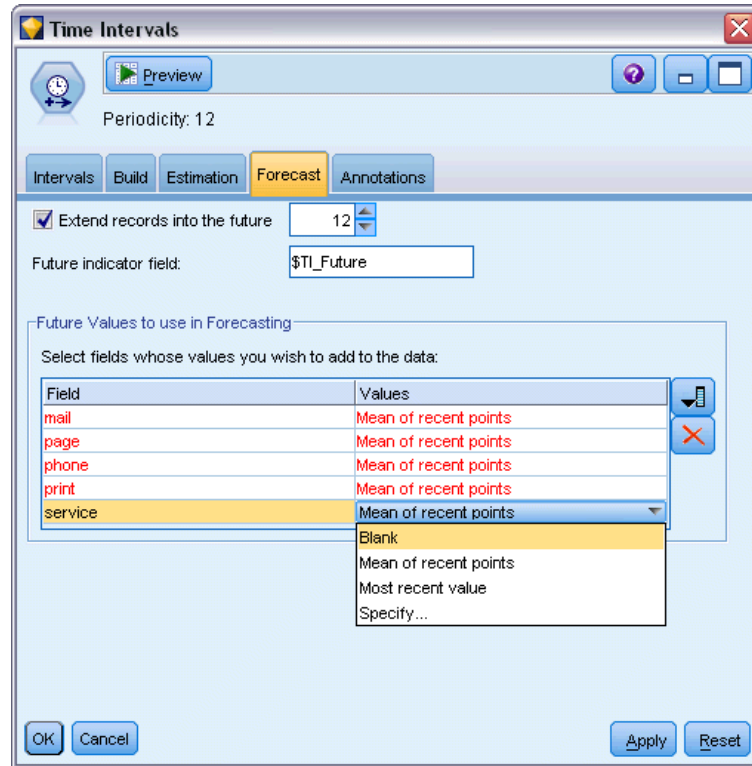 Time Intervals
Preview
Periodicity: 12
Intervals Build Estimation Forecast Annotations
Extend records into the future 12
Future indicator field: $TI_Future
Future Values to use in Forecasting
Select fields whose values you wish to add to the data:
Field Values
mail Mean of recent points
page Mean of recent points
phone Mean of recent points
print Mean of recent points
service Mean of recent points
Blank
Mean of recent points
Most recent value
Specify...
OK Cancel Apply Reset